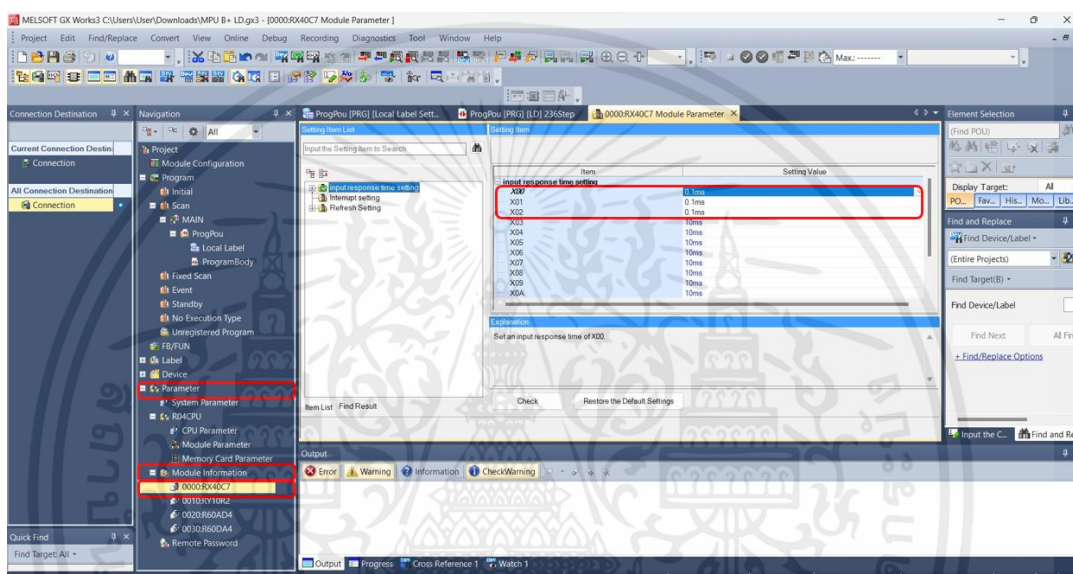 MELSOFT GX Works3 C:\Users\User\Downloads\MPU B+ LD.gx3 - [0000:RX40C7 Module Parameter ]
Project Edit Find/Replace Convert View Online Debug Recording Diagnostics Tool Window Help
Max.: -------
Connection Destination
Navigation
ProgPou [PRG] [Local Label Sett...
ProgPou [PRG] [LD] 236Step
0000:RX40C7 Module Parameter
Element Selection
Current Connection Destin
Connection
All Connection Destination
Connection
All
Project
Module Configuration
Program
Initial
Scan
MAIN
ProgPou
Local Label
ProgramBody
Fixed Scan
Event
Standby
No Execution Type
Unregistered Program
FB/FUN
Label
Device
Parameter
System Parameter
R04CPU
CPU Parameter
Module Parameter
Memory Card Parameter
Module Information
0000:RX40C7
0010:RY10R2
0020:R60AD4
0030:R60DA4
Remote Password
Setting Item List
Input the Setting Item to Search
input response time setting
Interrupt setting
Refresh Setting
Item List Find Result
Setting Item
Item Setting Value
input response time setting
X00 0.1ms
X01 0.1ms
X02 0.1ms
X03 10ms
X04 10ms
X05 10ms
X06 10ms
X07 10ms
X08 10ms
X09 10ms
X0A 10ms
Explanation
Set an input response time of X00.
Check Restore the Default Settings
Output
Error Warning Information CheckWarning
Output Progress Cross Reference 1 Watch 1
(Find POU)
Display Target: All
PO... Fav... His... Mo... Lib.
Find and Replace
Find Device/Label
(Entire Projects)
Find Target(B)
Find Device/Label
Find Next All Fin
+ Find/Replace Options
Input the C... Find and Re
Quick Find
Find Target: All